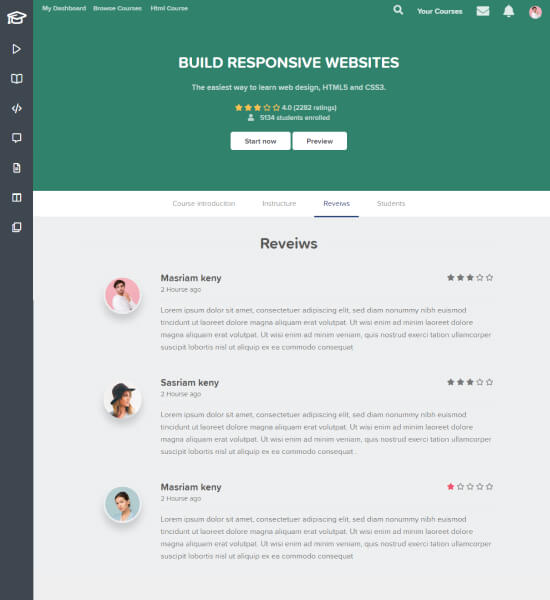 My Dashboard Browse Courses Html Course
Your Courses
BUILD RESPONSIVE WEBSITES
The easiest way to learn web design, HTML5 and CSS3.
4.0 (2282 ratings)
5134 students enrolled
Start now Preview
Course introduciton Instructure Reveiws Students
Reveiws
Masriam keny
2 Hourse ago
Lorem ipsum dolor sit amet, consectetuer adipiscing elit, sed diam nonummy nibh euismod
tincidunt ut laoreet dolore magna aliquam erat volutpat. Ut wisi enim ad minim laoreet dolore
magna aliquam erat volutpat. Ut wisi enim ad minim veniam, quis nostrud exerci tation ullamcorper
suscipit lobortis nisl ut aliquip ex ea commodo consequat
Sasriam keny
2 Hourse ago
Lorem ipsum dolor sit amet, consectetuer adipiscing elit, sed diam nonummy nibh euismod
tincidunt ut laoreet dolore magna aliquam erat volutpat. Ut wisi enim ad minim laoreet dolore
magna aliquam erat volutpat. Ut wisi enim ad minim veniam, quis nostrud exerci tation ullamcorper
suscipit lobortis nisl ut aliquip ex ea commodo consequat .
Masriam keny
2 Hourse ago
Lorem ipsum dolor sit amet, consectetuer adipiscing elit, sed diam nonummy nibh euismod
tincidunt ut laoreet dolore magna aliquam erat volutpat. Ut wisi enim ad minim laoreet dolore
magna aliquam erat volutpat. Ut wisi enim ad minim veniam, quis nostrud exerci tation ullamcorper
suscipit lobortis nisl ut aliquip ex ea commodo consequat